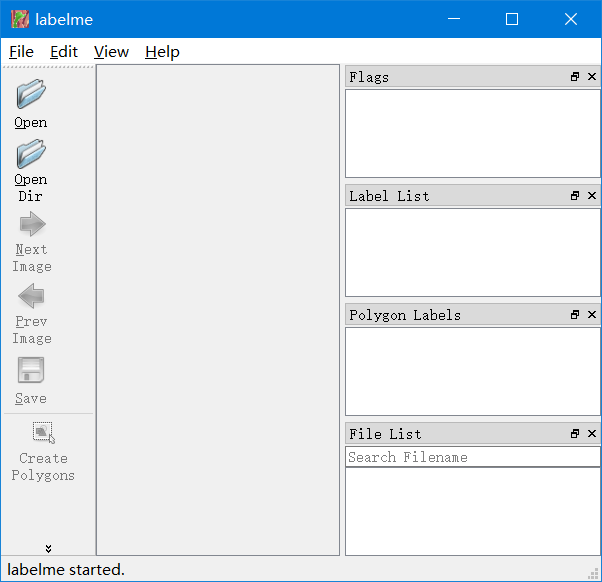 labelme
File Edit View Help
Open
Open
Dir
Next
Image
Prev
Image
Save
Create
Polygons
Flags
Label List
Polygon Labels
File List
Search Filename
labelme started.